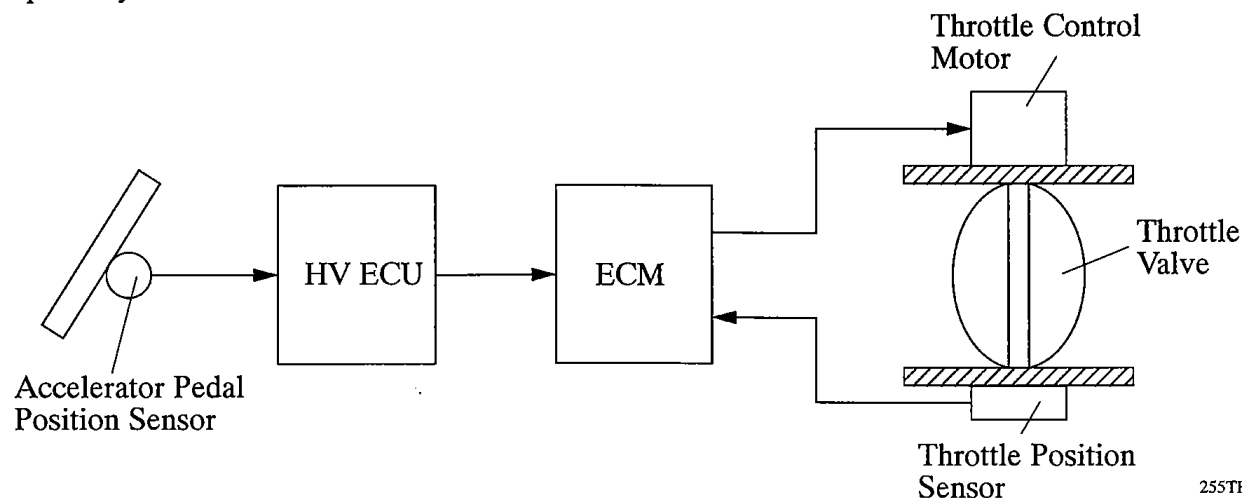 Throttle Control
Motor
HV ECU
ECM
Throttle
Valve
Accelerator Pedal
Position Sensor
Throttle Position
Sensor